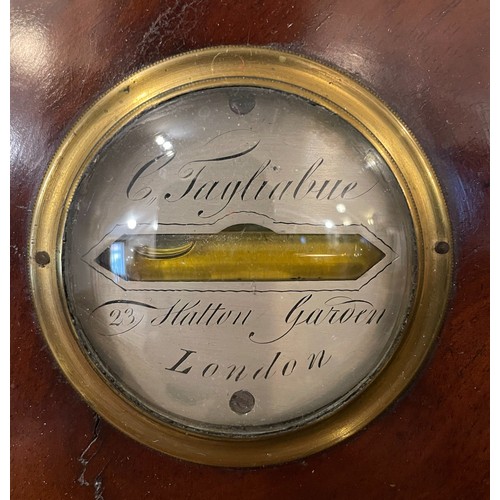 C. Tagliabue
23, Hatton Garden
London